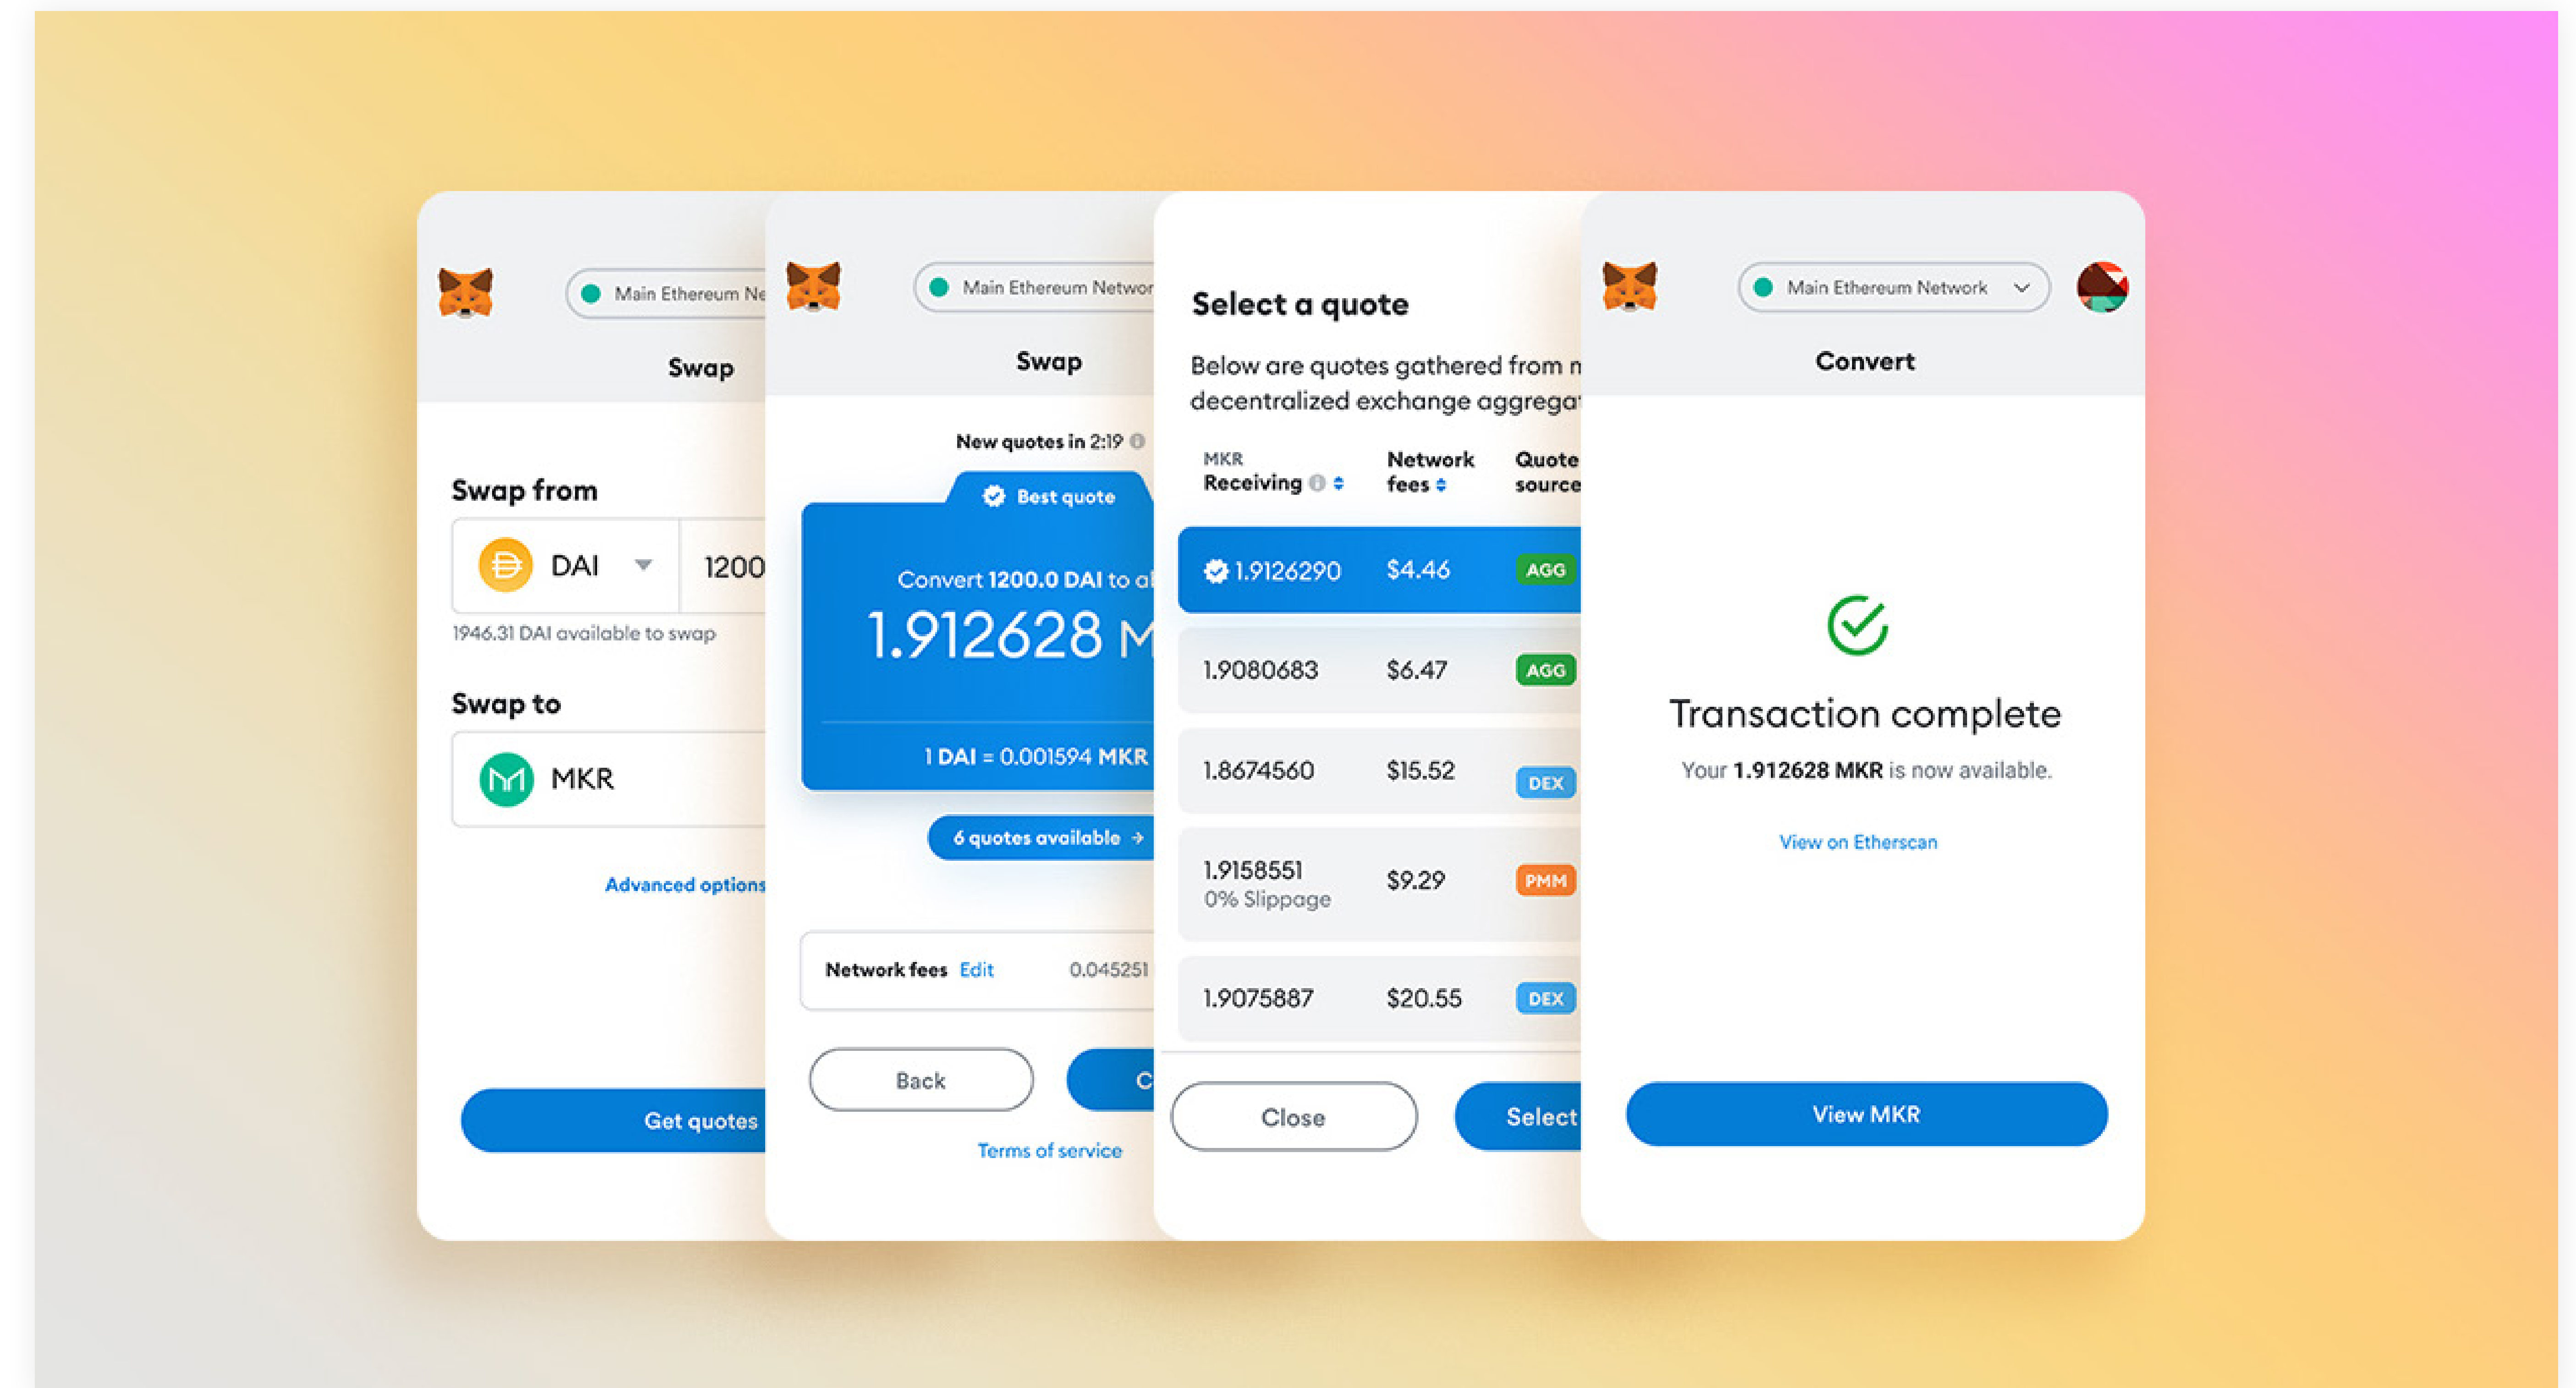 Main Ethereum
Swap
Swap from
DAI
1200
1946.31 DAI available to swap
Swap to
MKR
Advanced options
Get quotes
Main Ethereum
Swap
New quotes in 2:19
Best quote
Convert 1200.0 DAI to
1.912628
1 DAI = 0.001594 MKR
6 quotes available →
Network fees Edit 0.045251
Back
Terms of service
Select a quote
Below are quotes gathered from
decentralized exchange
MKR
Receiving
Network
fees
Quote
source
1.9126290 $4.46 AGG
1.9080683 $6.47 AGG
1.8674560 $15.52 DEX
1.9158551
0% Slippage
$9.29 PMM
1.9075887 $20.55 DEX
Close
Select
Main Ethereum Network
Convert
Transaction complete
Your 1.912628 MKR is now available.
View on Etherscan
View MKR